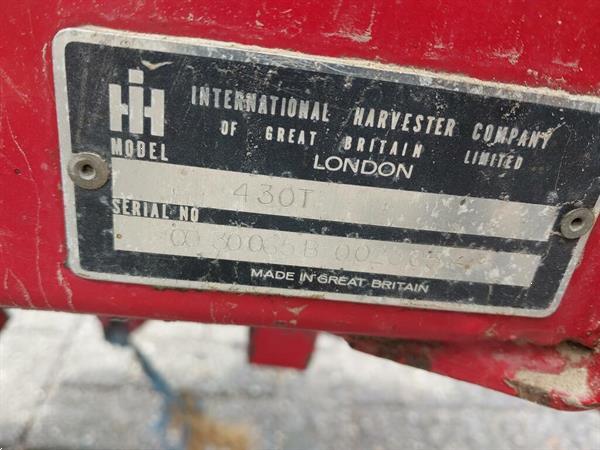 IH
INTERNATIONAL HARVESTER COMPANY
OF GREAT BRITAIN LIMITED
LONDON
MODEL
430T
SERIAL NO
MADE IN GREAT BRITAIN